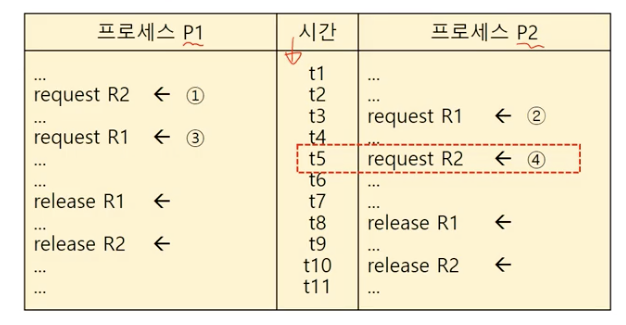 프로세스 P1 시간 프로세스 P2
... t1 ...
request R2 ← ① t2 ...
... t3 request R1 ← ②
request R1 ← ③ t4 ...
... t5 request R2 ← ④
... t6 ...
release R1 ← t7 ...
... t8 release R1 ←
release R2 ← t9 ...
... t10 release R2 ←
... t11 ...